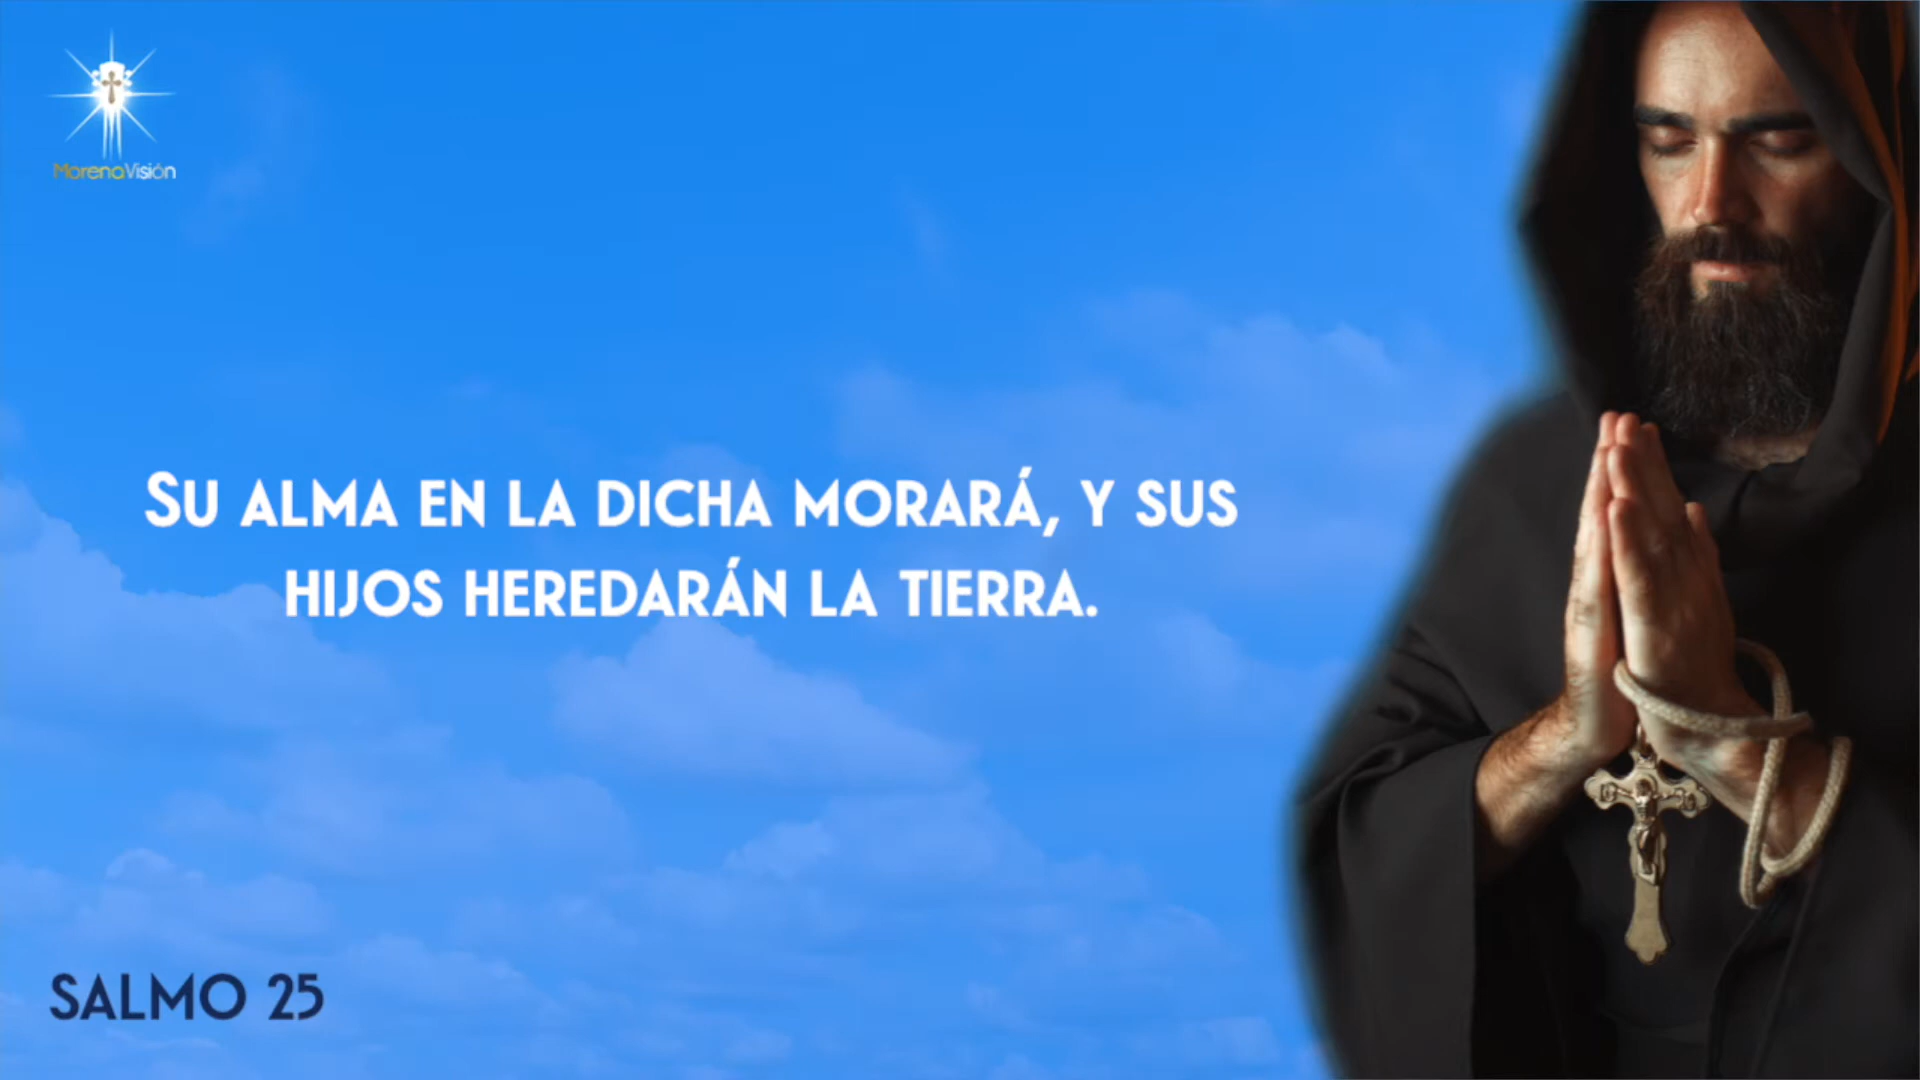 MorenaVisión
Su alma en la dicha morará, y sus
hijos heredarán la tierra.
SALMO 25